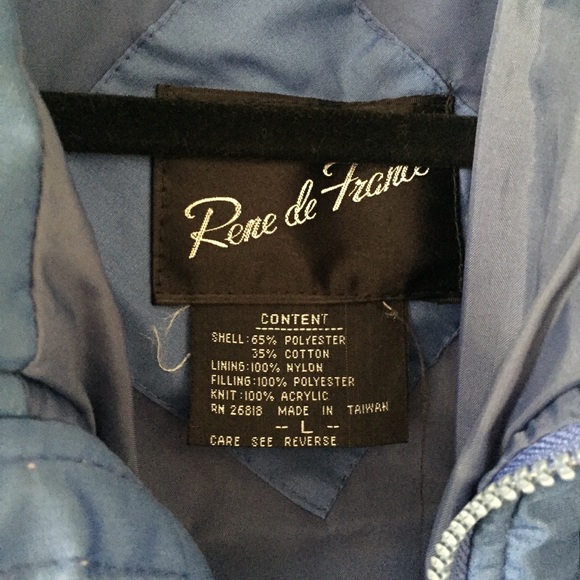 Rene de France
CONTENT
SHELL:65% POLYESTER
35% COTTON
LINING:100% NYLON
FILLING:100% POLYESTER
KNIT:100% ACRYLIC
RN 26818 MADE IN TAIWAN
-- L --
CARE SEE REVERSE